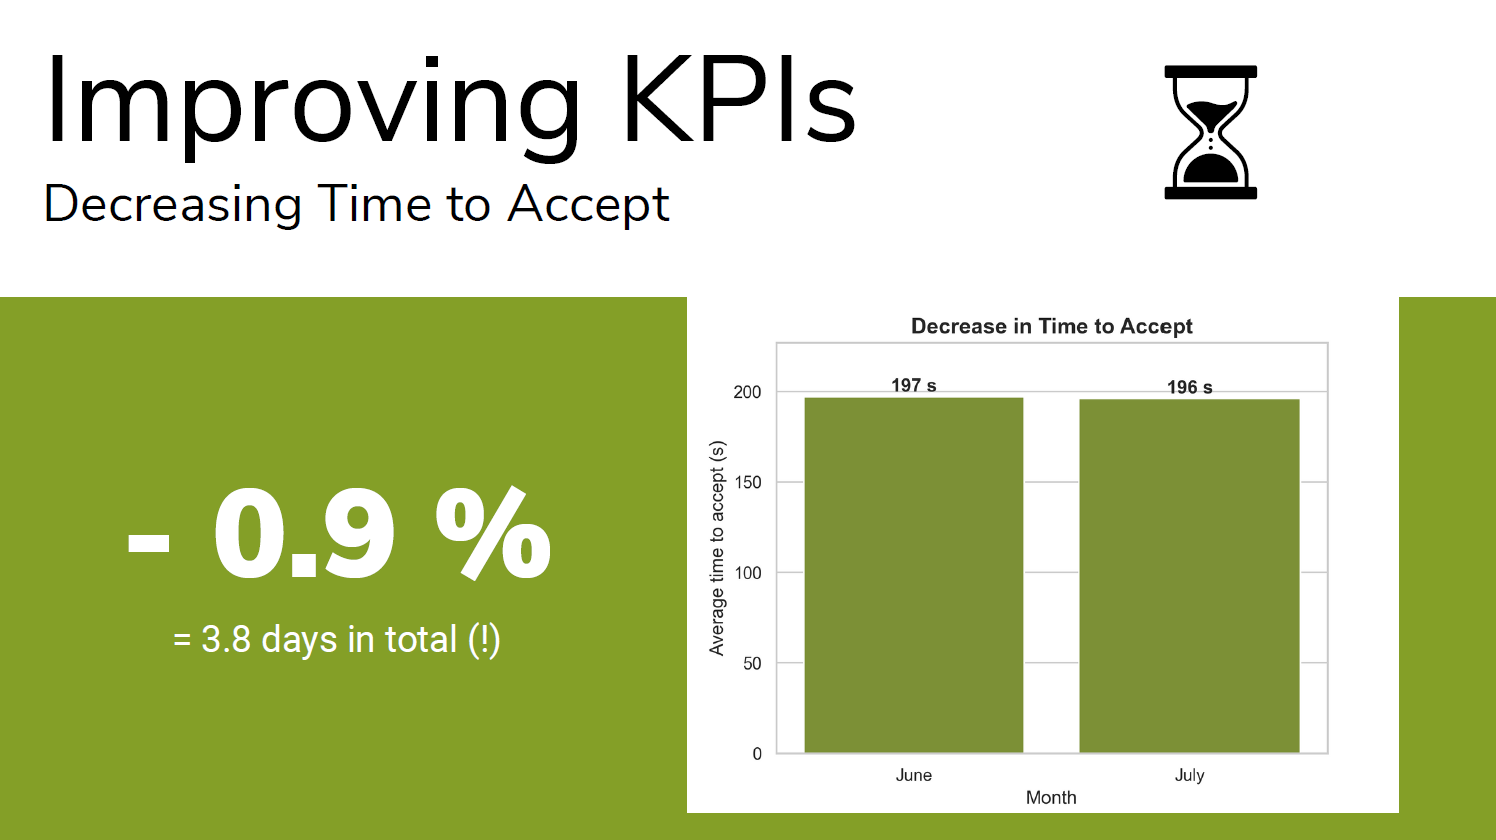 Improving KPIs
Decreasing Time to Accept
- 0.9 %
= 3.8 days in total (!)
Decrease in Time to Accept
197 s
196 s
200
150
100
50
0
Average time to accept (s)
June
July
Month